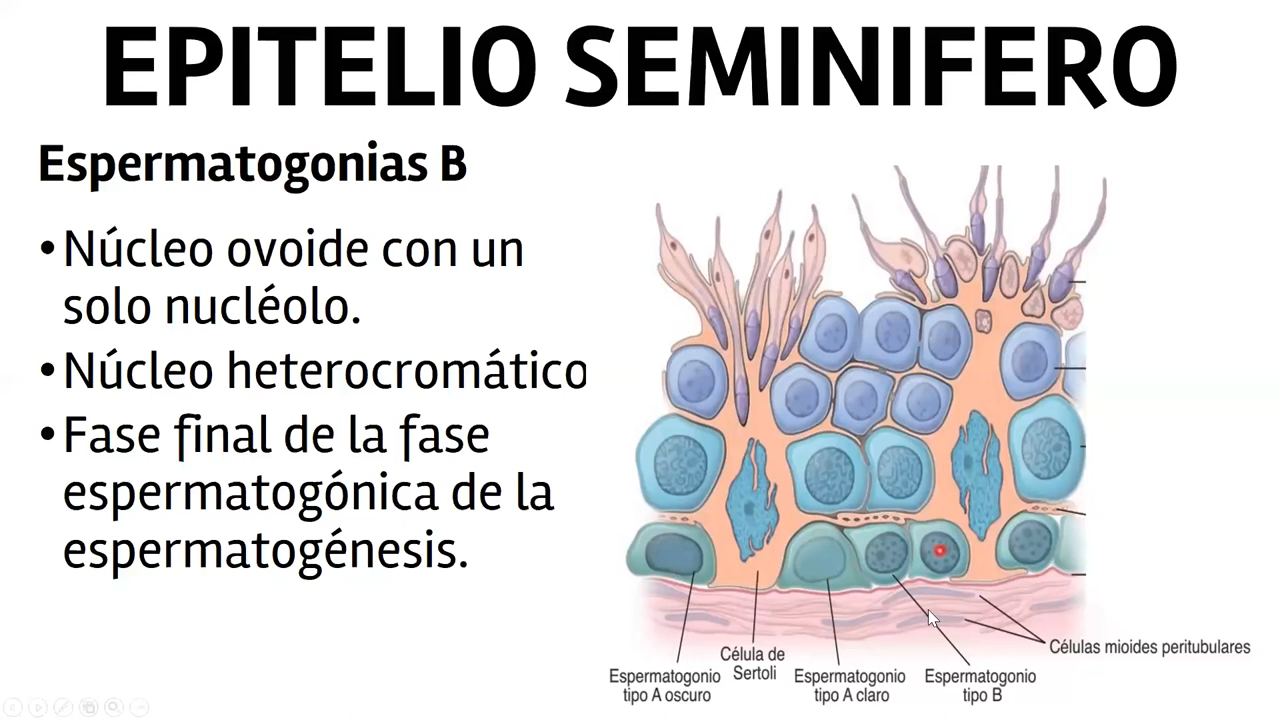 EPITELIO SEMINIFERO
Espermatogonias B
•Núcleo ovoide con un
solo nucléolo.
•Núcleo heterocromático
•Fase final de la fase
espermatogónica de la
espermatogénesis.
Células mioides peritubulares
Célula de
Sertoli
Espermatogonio
tipo A oscuro
Espermatogonio
tipo A claro
Espermatogonio
tipo B